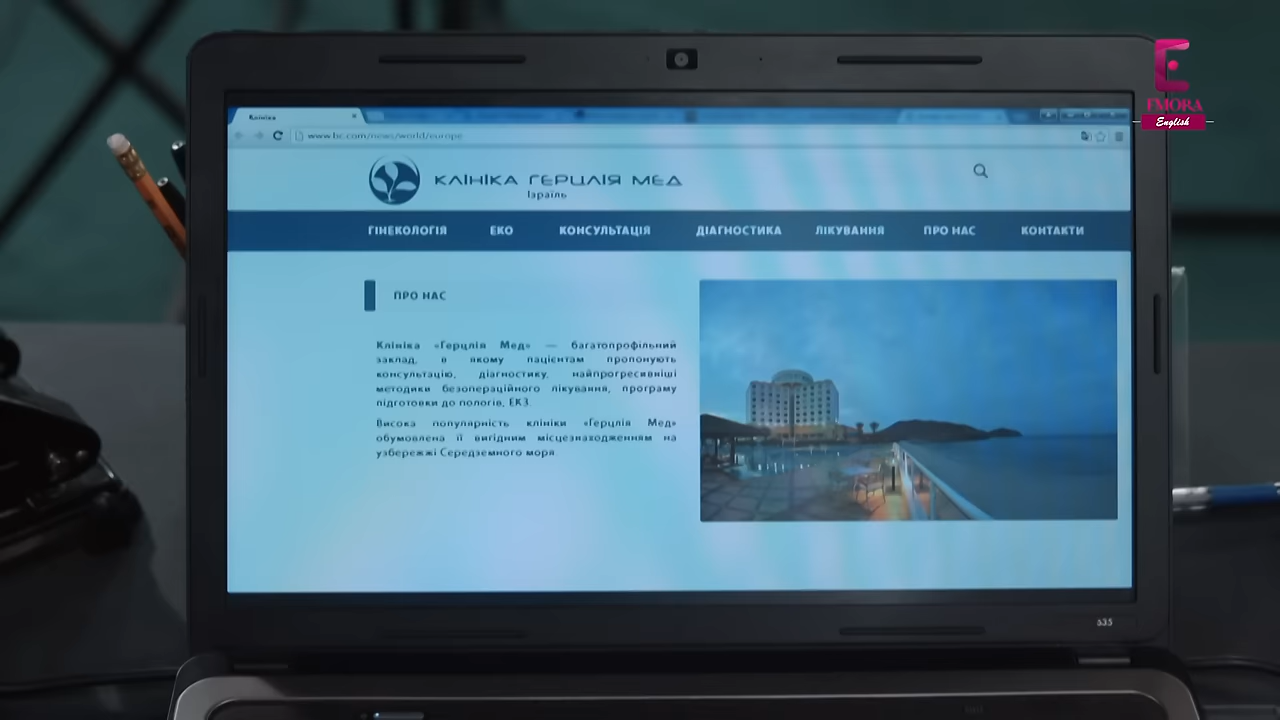 EMORA
English
Клініка
www.bc.com/news/world/europe
КЛІНІКА ГЕРЦЛІЯ МЕД
Ізраїль
ГІНЕКОЛОГІЯ ЕКО КОНСУЛЬТАЦІЯ ДІАГНОСТИКА ЛІКУВАННЯ ПРО НАС КОНТАКТИ
ПРО НАС
Клініка «Герцлія Мед» — багатопрофільний
заклад, в якому пацієнтам пропонують
консультацію, діагностику, найпрогресивніші
методики безопераційного лікування, програму
підготовки до пологів, ЕКЗ.
Висока популярність клініки «Герцлія Мед»
обумовлена її вигідним місцезнаходженням на
узбережжі Середземного моря
635